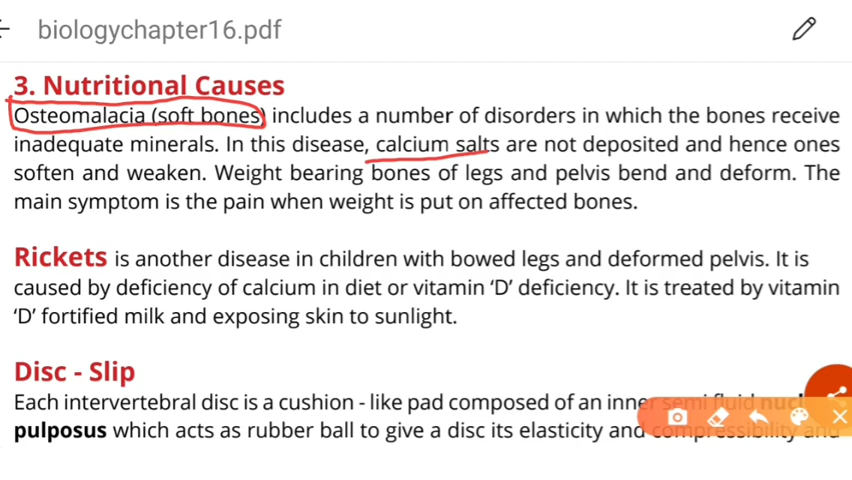 biologychapter16.pdf
3. Nutritional Causes
Osteomalacia (soft bones) includes a number of disorders in which the bones receive
inadequate minerals. In this disease, calcium salts are not deposited and hence ones
soften and weaken. Weight bearing bones of legs and pelvis bend and deform. The
main symptom is the pain when weight is put on affected bones.
Rickets is another disease in children with bowed legs and deformed pelvis. It is
caused by deficiency of calcium in diet or vitamin ‘D’ deficiency. It is treated by vitamin
‘D’ fortified milk and exposing skin to sunlight.
Disc - Slip
Each intervertebral disc is a cushion - like pad composed of an inner semi fluid
pulposus which acts as rubber ball to give a disc its elasticity and compressibility and